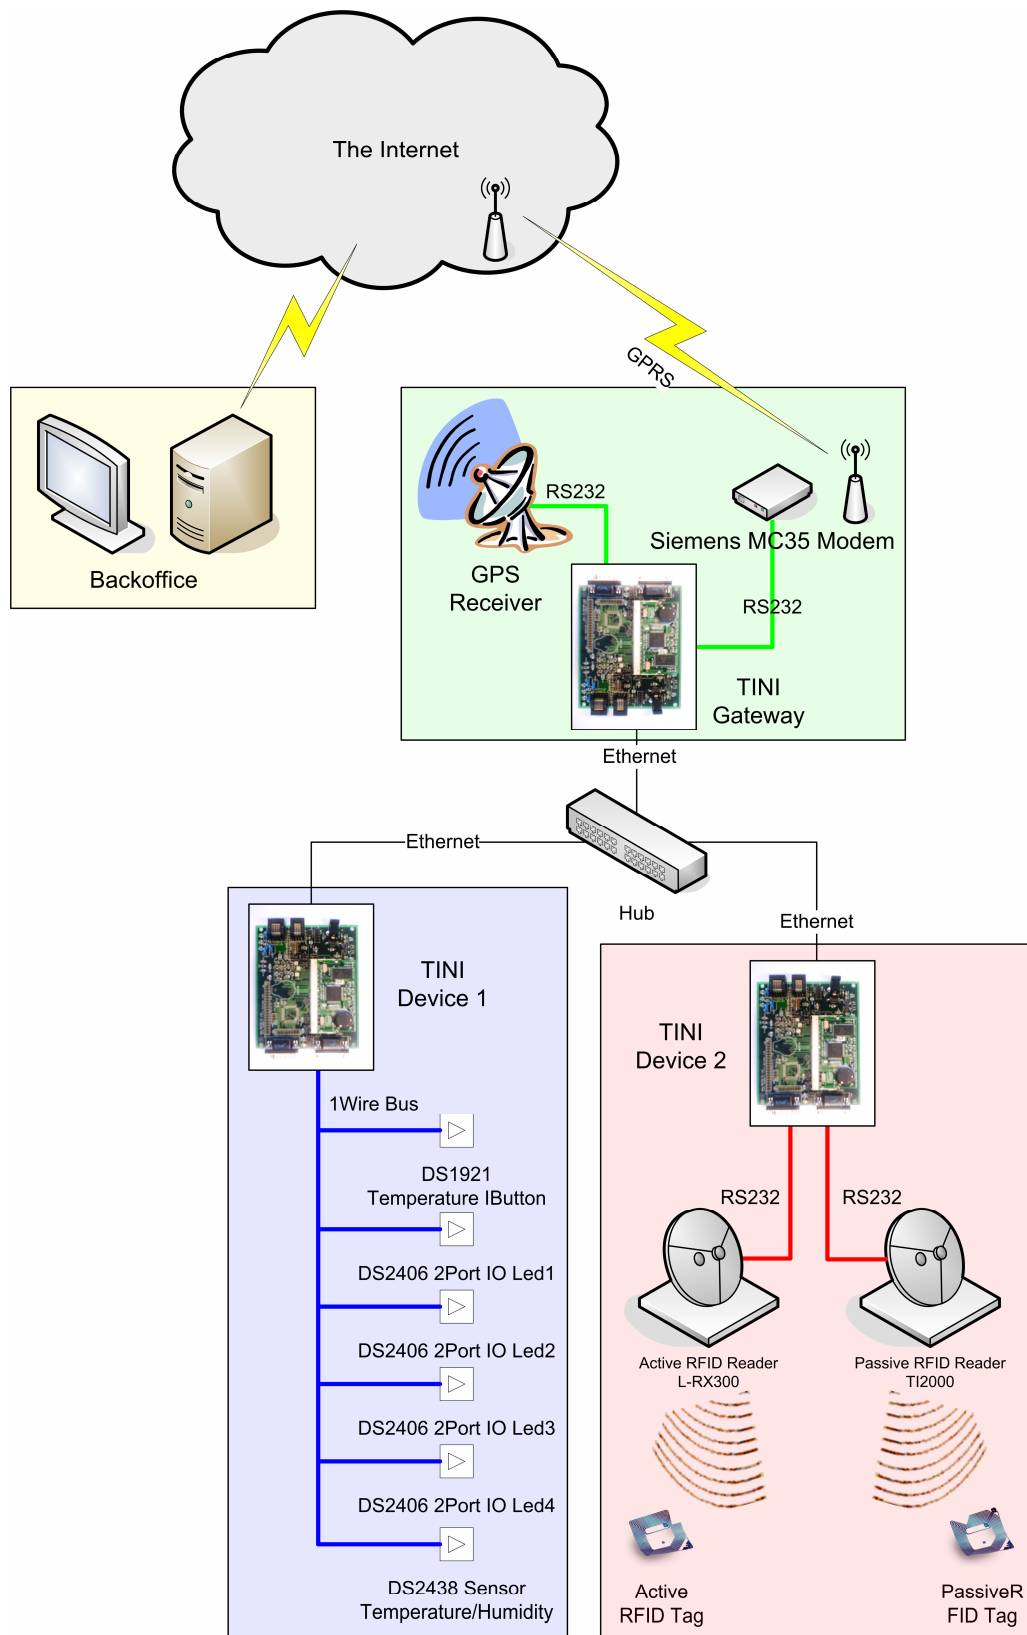 The Internet
GPRS
Backoffice
RS232
GPS
Receiver
Siemens MC35 Modem
RS232
TINI
Gateway
Ethernet
Ethernet
Hub
Ethernet
TINI
Device 1
TINI
Device 2
1Wire Bus
DS1921
Temperature IButton
DS2406 2Port IO Led1
DS2406 2Port IO Led2
DS2406 2Port IO Led3
DS2406 2Port IO Led4
DS2438 Sensor
Temperature/Humidity
RS232
RS232
Active RFID Reader
L-RX300
Passive RFID Reader
TI2000
Active
RFID Tag
PassiveR
FID Tag